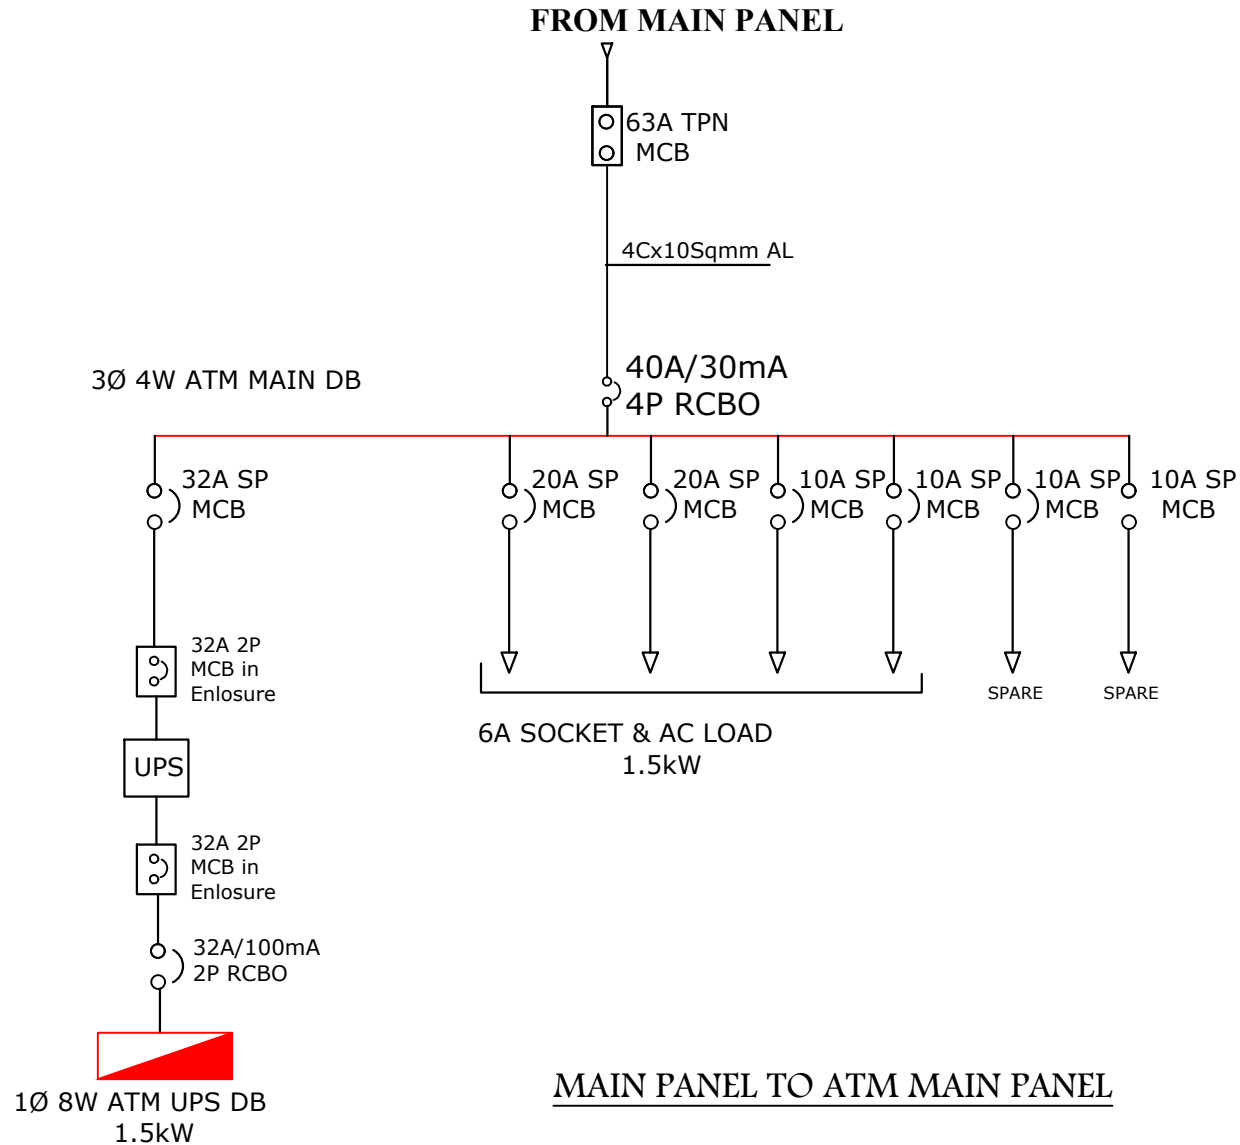 FROM MAIN PANEL
63A TPN
MCB
4Cx10Sqmm AL
40A/30mA
4P RCBO
3Ø 4W ATM MAIN DB
32A SP
MCB
20A SP
MCB
20A SP
MCB
10A SP
MCB
10A SP
MCB
10A SP
MCB
10A SP
MCB
32A 2P
MCB in
Enlosure
SPARE
SPARE
6A SOCKET & AC LOAD
1.5kW
UPS
32A 2P
MCB in
Enlosure
32A/100mA
2P RCBO
1Ø 8W ATM UPS DB
1.5kW
MAIN PANEL TO ATM MAIN PANEL